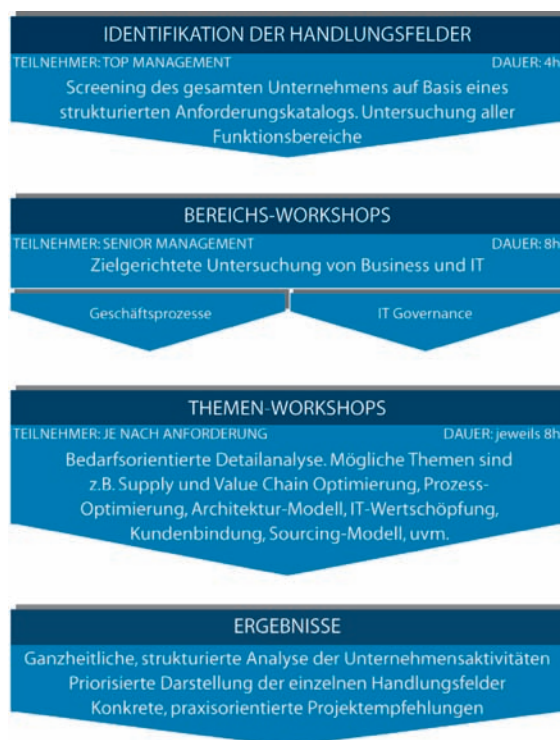 IDENTIFIKATION DER HANDLUNGSFELDER
TEILNEHMER: TOP MANAGEMENT DAUER: 4h
Screening des gesamten Unternehmens auf Basis eines
strukturierten Anforderungskatalogs. Untersuchung aller
Funktionsbereiche
BEREICHS-WORKSHOPS
TEILNEHMER: SENIOR MANAGEMENT DAUER: 8h
Zielgerichtete Untersuchung von Business und IT
Geschäftsprozesse
IT Governance
THEMEN-WORKSHOPS
TEILNEHMER: JE NACH ANFORDERUNG DAUER: jeweils 8h
Bedarfsorientierte Detailanalyse. Mögliche Themen sind
z.B. Supply und Value Chain Optimierung, Prozess-
Optimierung, Architektur-Modell, IT-Wertschöpfung,
Kundenbindung, Sourcing-Modell, uvm.
ERGEBNISSE
Ganzheitliche, strukturierte Analyse der Unternehmensaktivitäten
Priorisierte Darstellung der einzelnen Handlungsfelder
Konkrete, praxisorientierte Projektempfehlungen